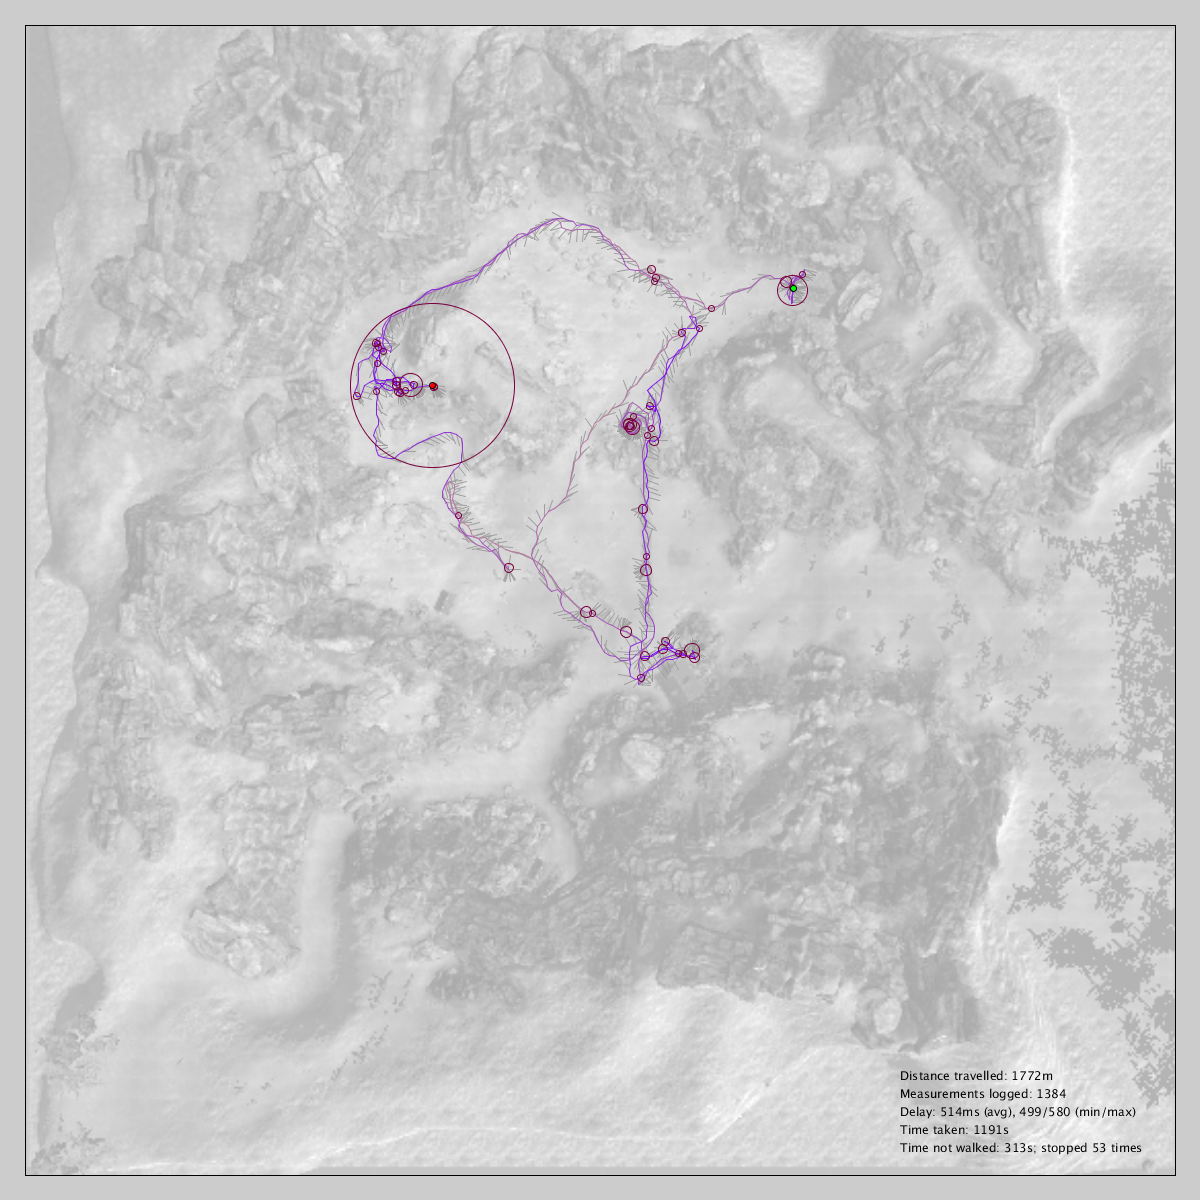 Distance travelled: 1772m
Measurements logged: 1384
Delay: 514ms (avg), 499/580 (min/max)
Time taken: 1191s
Time not walked: 313s; stopped 53 times